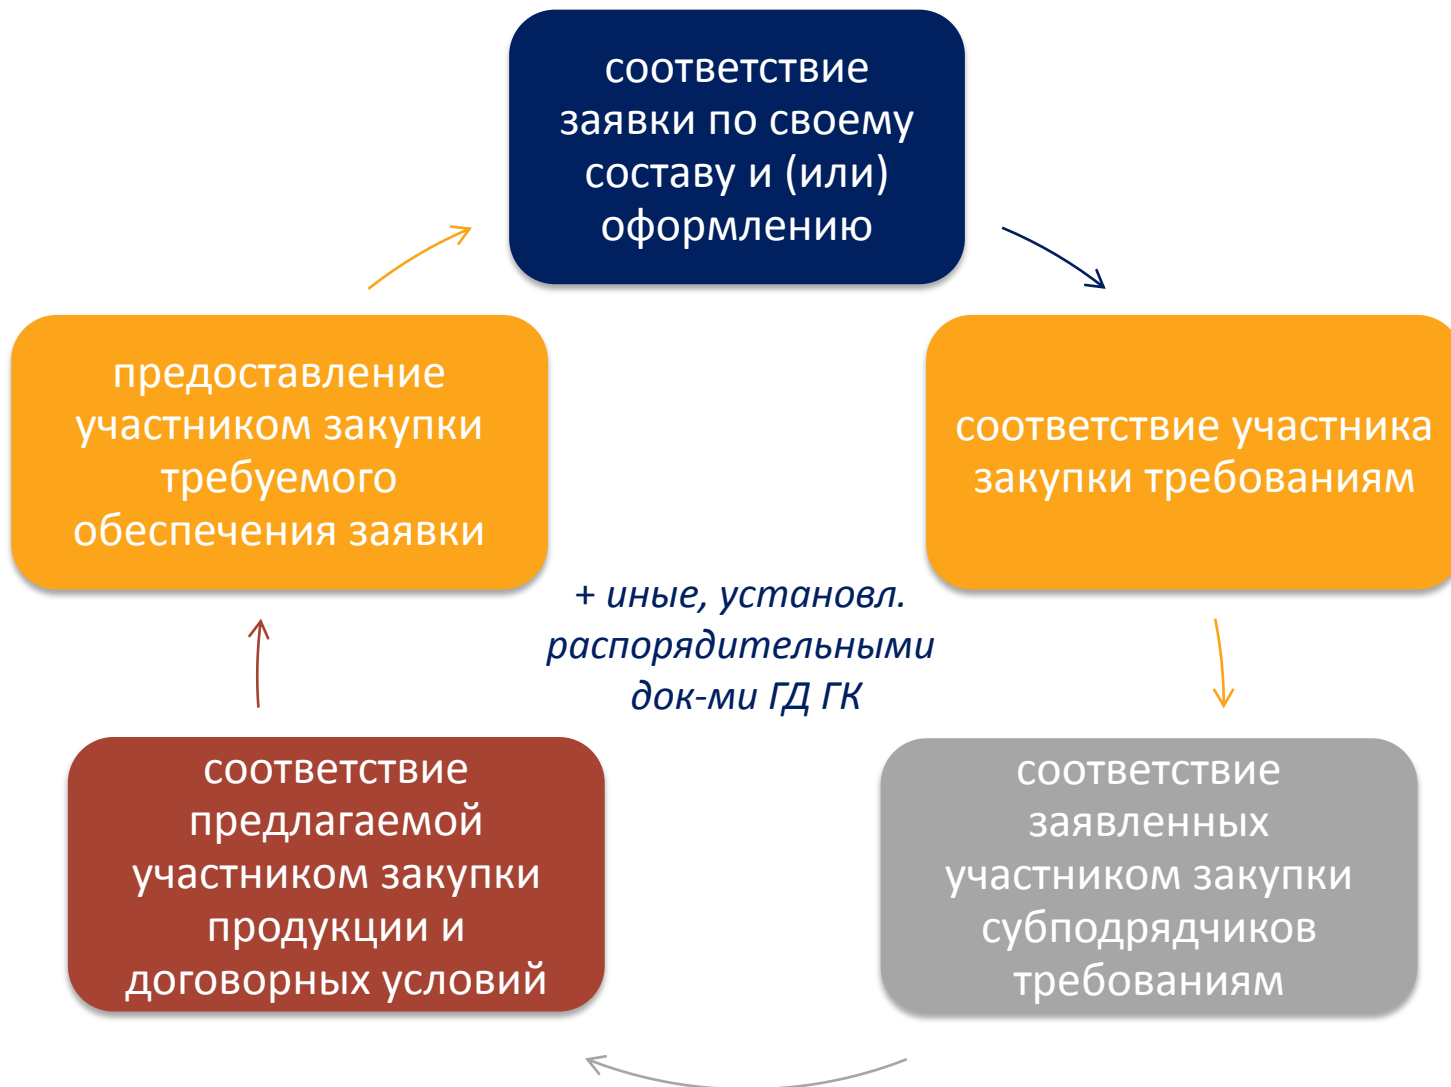 соответствие
заявки по своему
составу и (или)
оформлению
соответствие участника
закупки требованиям
соответствие
заявленных
участником закупки
субподрядчиков
требованиям
соответствие
предлагаемой
участником закупки
продукции и
договорных условий
предоставление
участником закупки
требуемого
обеспечения заявки
+ иные, установл.
распорядительными
док-ми ГД ГК